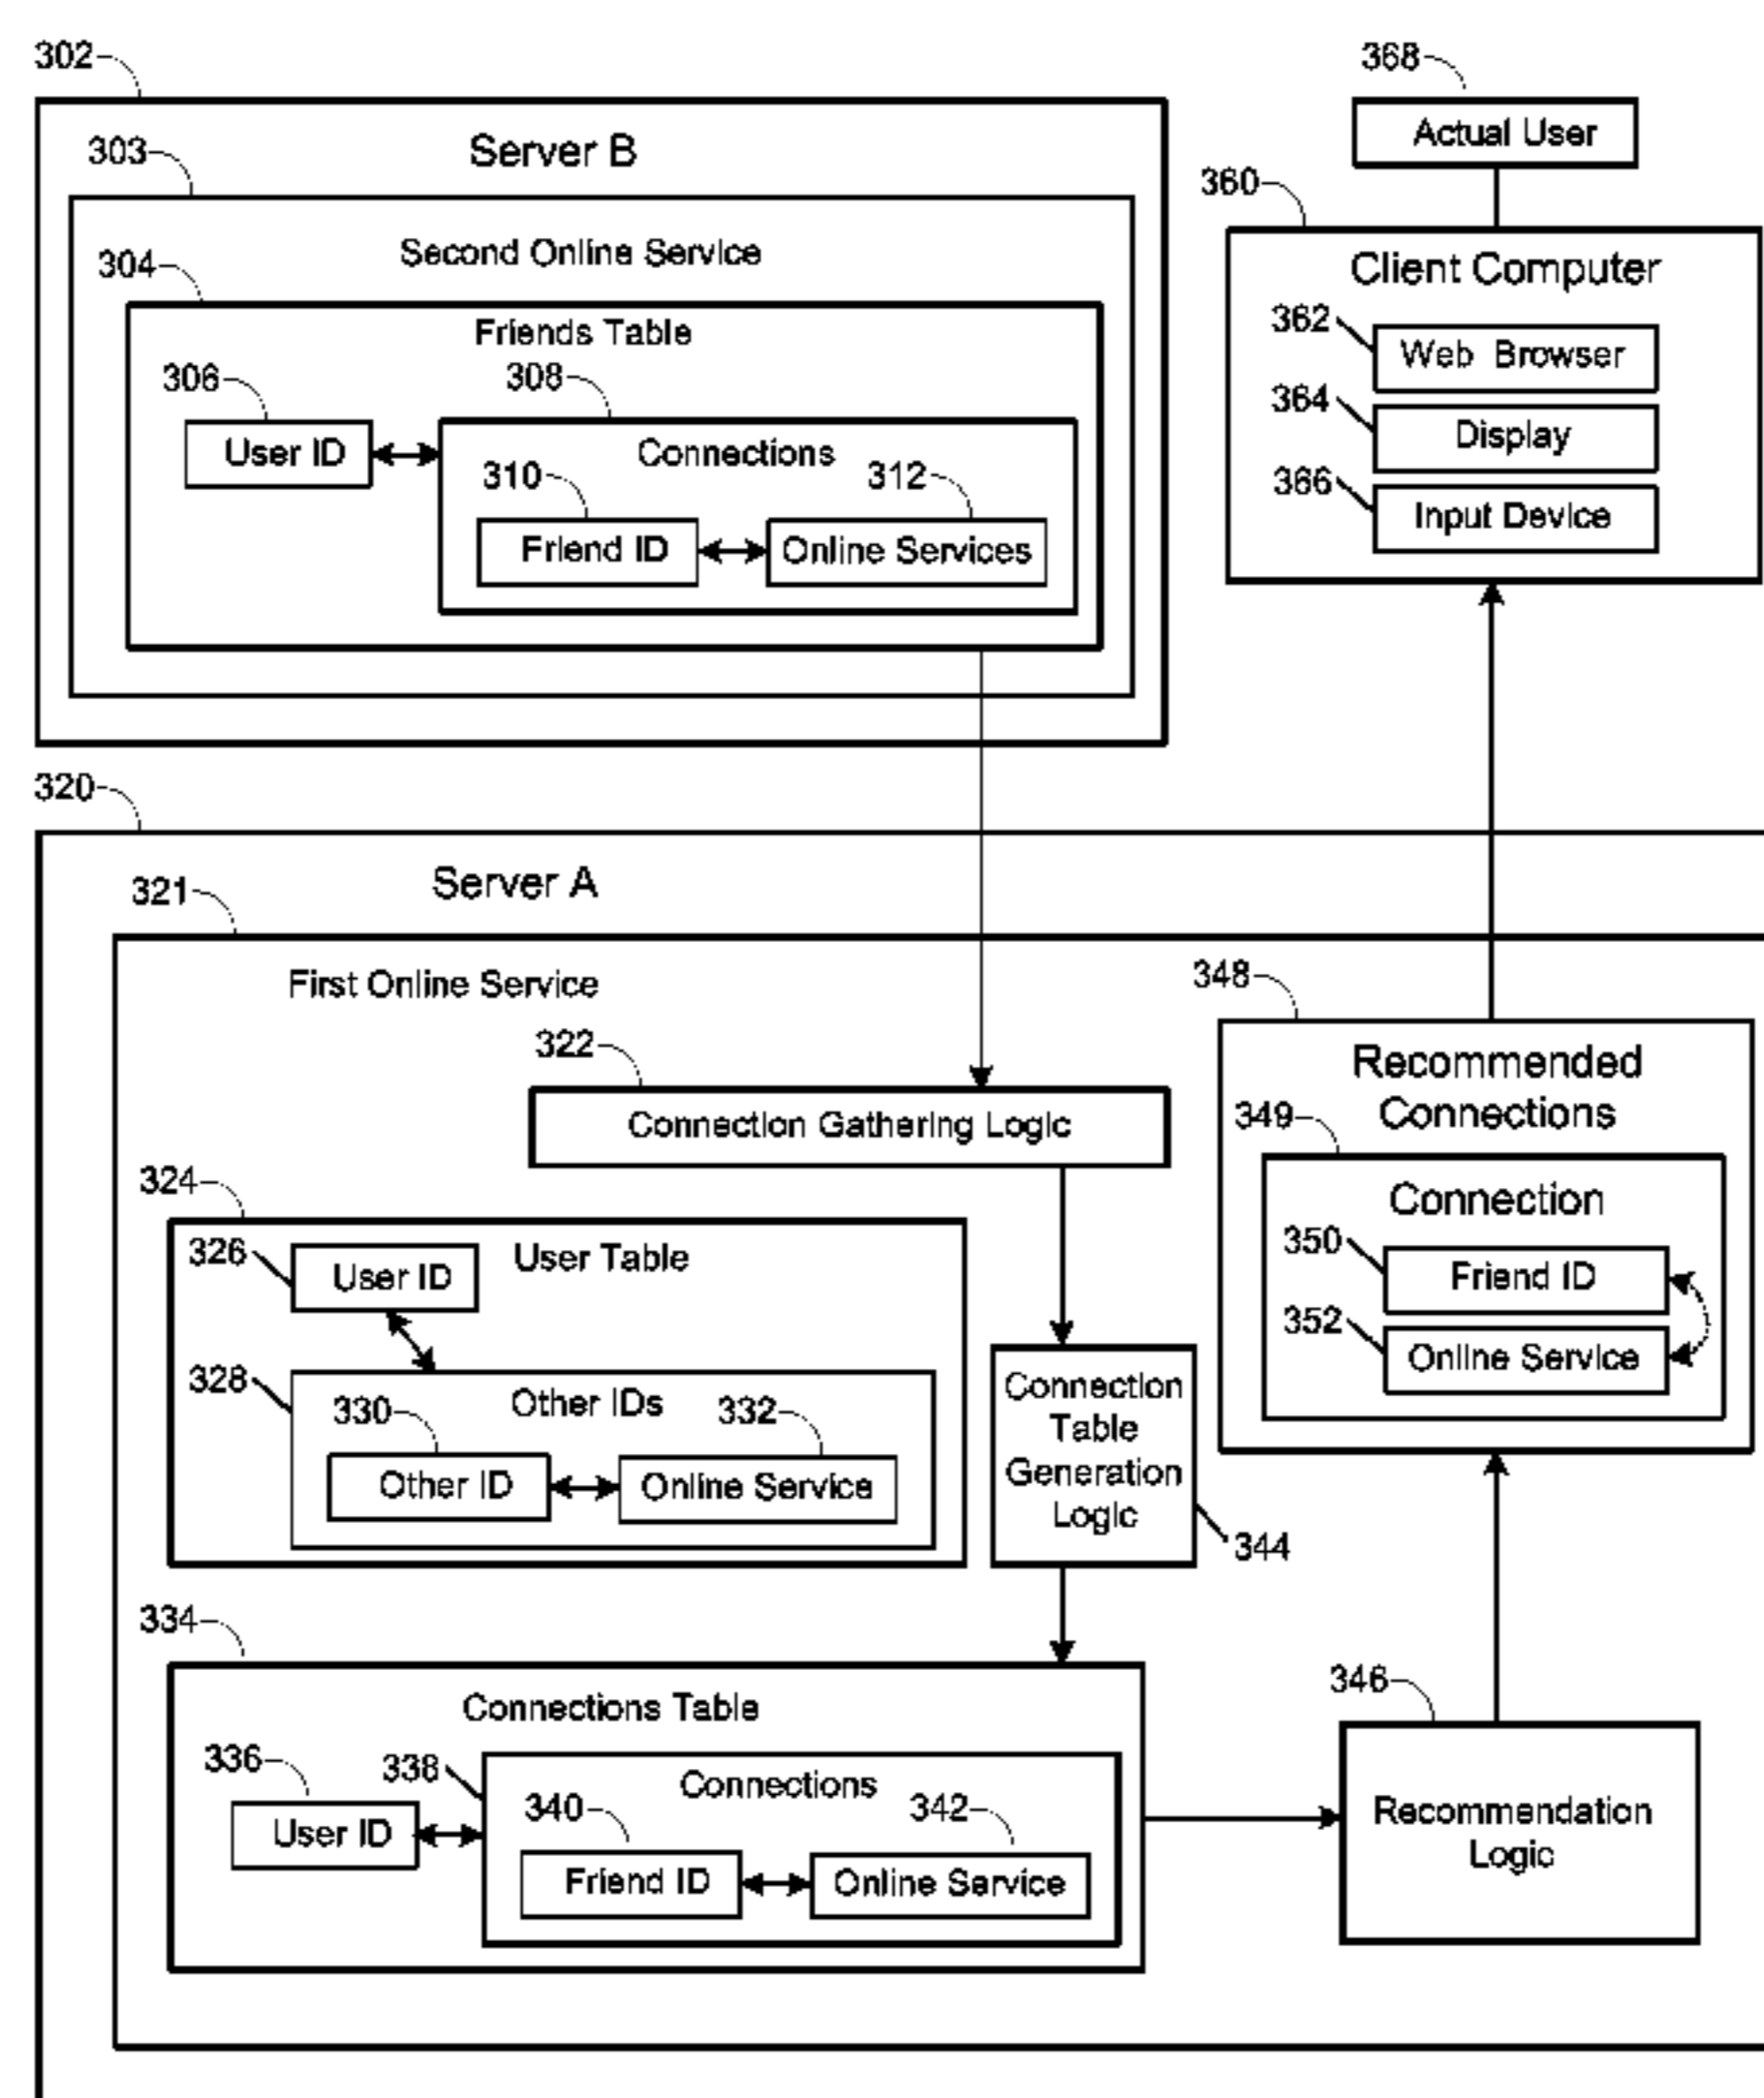 302
Server B
303
Second Online Service
304
Friends Table
306
308
User ID
Connections
310
312
Friend ID
Online Services
368
Actual User
360
Client Computer
362
Web Browser
364
Display
366
Input Device
320
Server A
321
First Online Service
322
Connection Gathering Logic
324
326
User ID
User Table
328
Other IDs
330
332
Other ID
Online Service
Connection
Table
Generation
Logic
344
334
Connections Table
336
338
User ID
Connections
340
342
Friend ID
Online Service
346
Recommendation
Logic
348
Recommended
Connections
349
Connection
350
Friend ID
352
Online Service